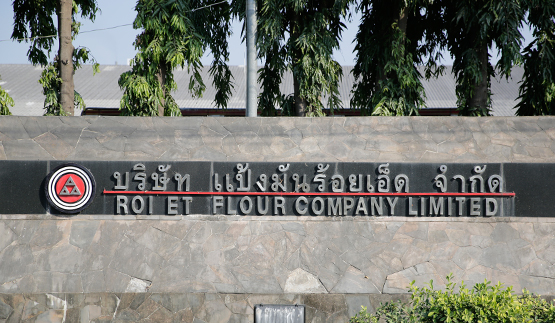 บริษัท แป้งมันร้อยเอ็ด จำกัด
ROI ET FLOUR COMPANY LIMITED